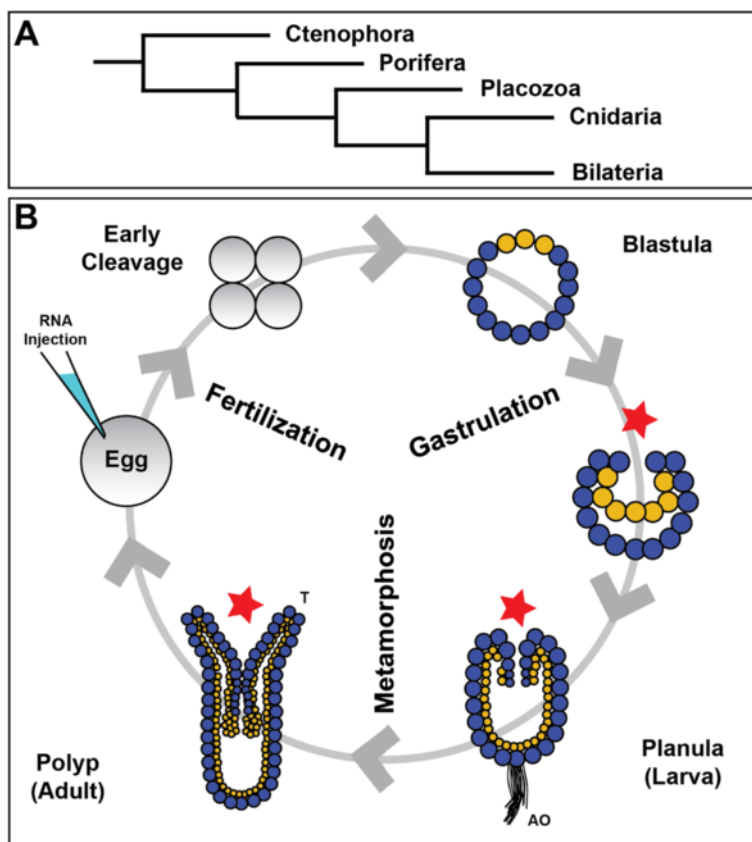 A
Ctenophora
Porifera
Placozoa
Cnidaria
Bilateria
B
Early
Cleavage
Blastula
RNA
Injection
Egg
Fertilization
Gastrulation
Metamorphosis
T
Polyp
(Adult)
AO
Planula
(Larva)